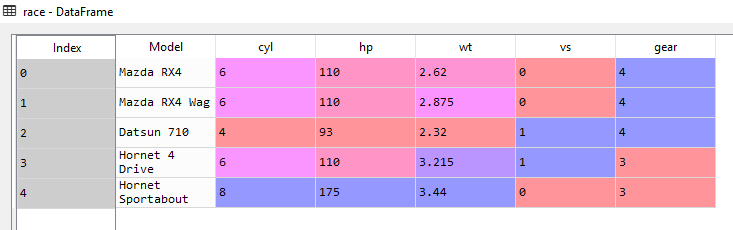 race - DataFrame
Index Model cyl hp wt vs gear
0 Mazda RX4 6 110 2.62 0 4
1 Mazda RX4 Wag 6 110 2.875 0 4
2 Datsun 710 4 93 2.32 1 4
3 Hornet 4 Drive 6 110 3.215 1 3
4 Hornet Sportabout 8 175 3.44 0 3